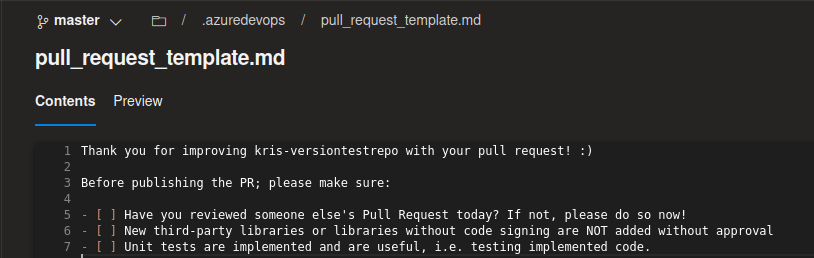 master / .azuredevops / pull_request_template.md
pull_request_template.md
Contents Preview
1 Thank you for improving kris-versiontestrepo with your pull request! :)
2
3 Before publishing the PR; please make sure:
4
5 - [ ] Have you reviewed someone else's Pull Request today? If not, please do so now!
6 - [ ] New third-party libraries or libraries without code signing are NOT added without approval
7 - [ ] Unit tests are implemented and are useful, i.e. testing implemented code.